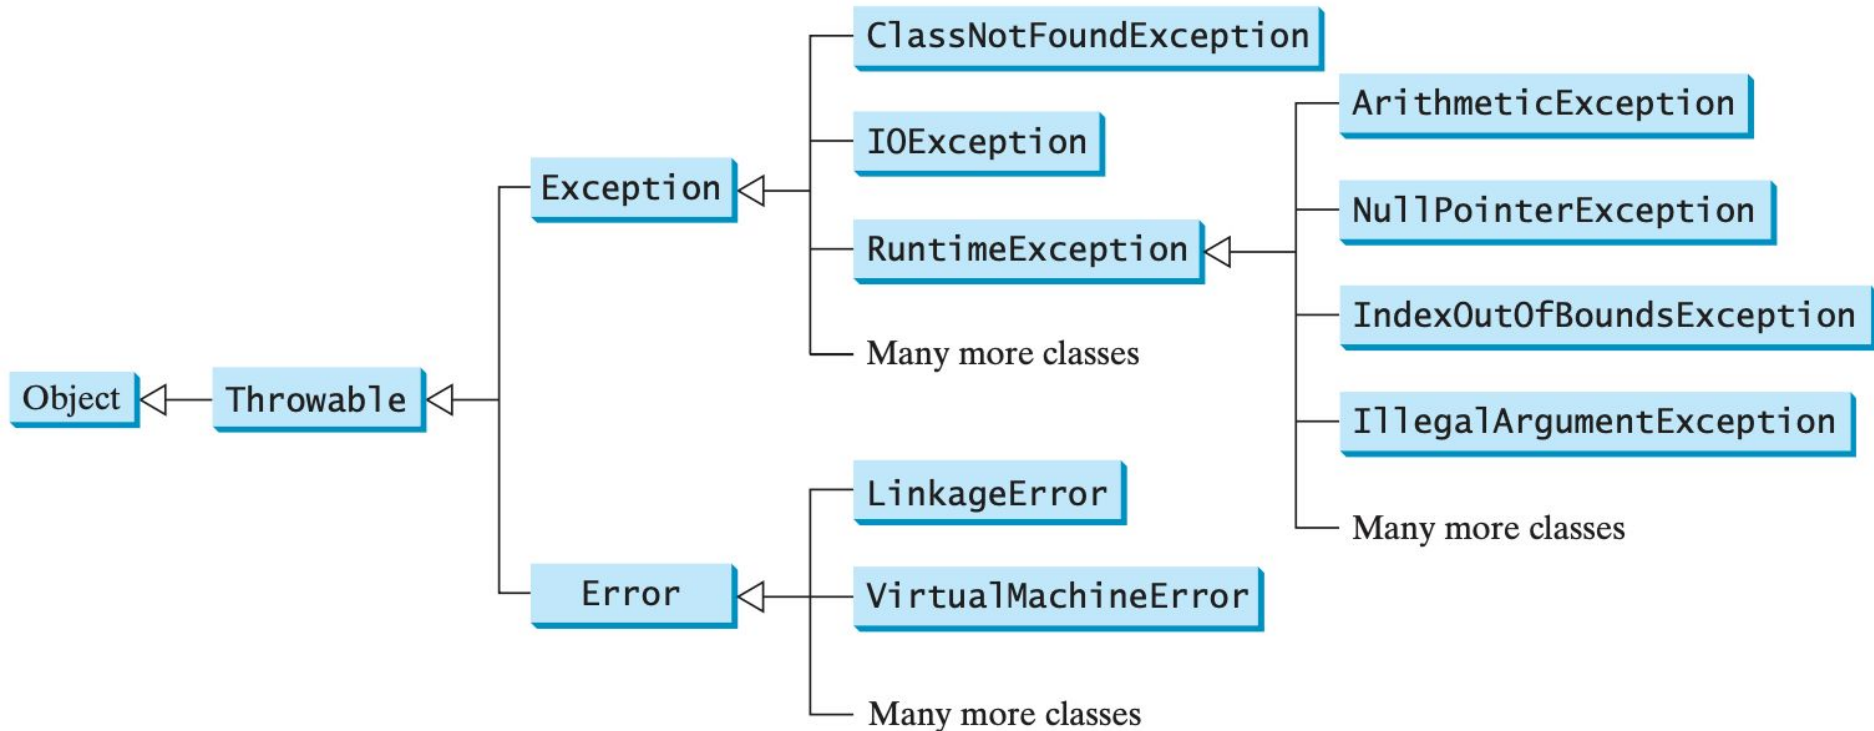 ClassNotFoundException
ArithmeticException
IOException
Exception
NullPointerException
RuntimeException
IndexOutOfBoundsException
Many more classes
Object
Throwable
IllegalArgumentException
LinkageError
Many more classes
Error
VirtualMachineError
Many more classes